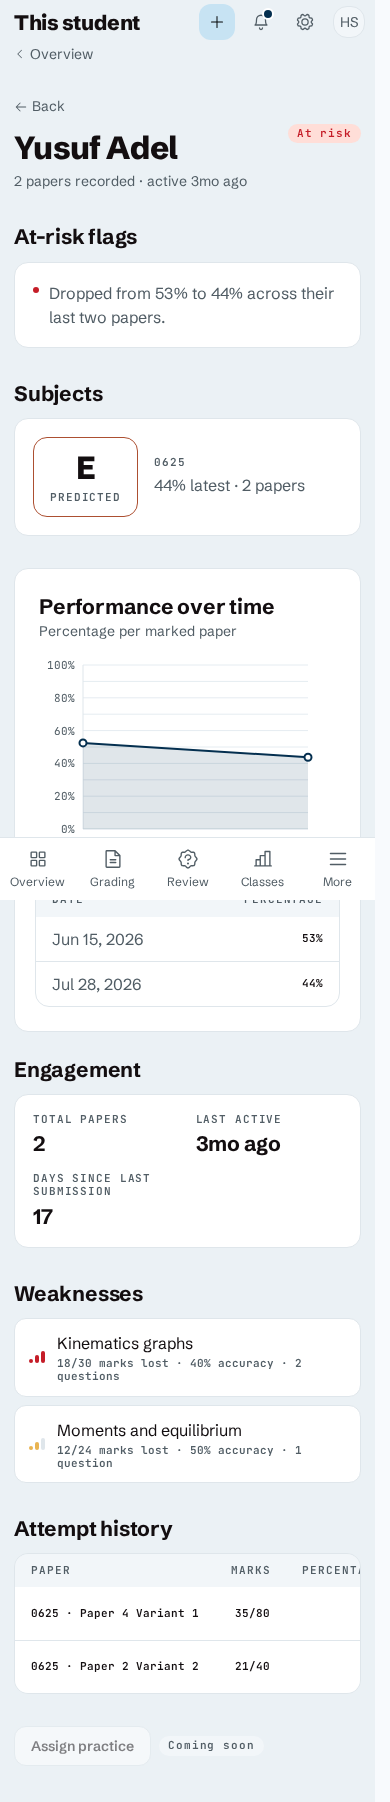 This student
HS
Overview
Back
Yusuf Adel
At risk
2 papers recorded · active 3mo ago
At-risk flags
Dropped from 53% to 44% across their
last two papers.
Subjects
E
PREDICTED
0625
44% latest · 2 papers
Performance over time
Percentage per marked paper
100%
80%
60%
40%
20%
0%
Overview
Grading
Review
Classes
More
DATE PERCENTAGE
Jun 15, 2026 53%
Jul 28, 2026 44%
Engagement
TOTAL PAPERS
2
LAST ACTIVE
3mo ago
DAYS SINCE LAST
SUBMISSION
17
Weaknesses
Kinematics graphs
18/30 marks lost · 40% accuracy · 2
questions
Moments and equilibrium
12/24 marks lost · 50% accuracy · 1
question
Attempt history
PAPER MARKS PERCENTA
0625 · Paper 4 Variant 1 35/80
0625 · Paper 2 Variant 2 21/40
Assign practice
Coming soon